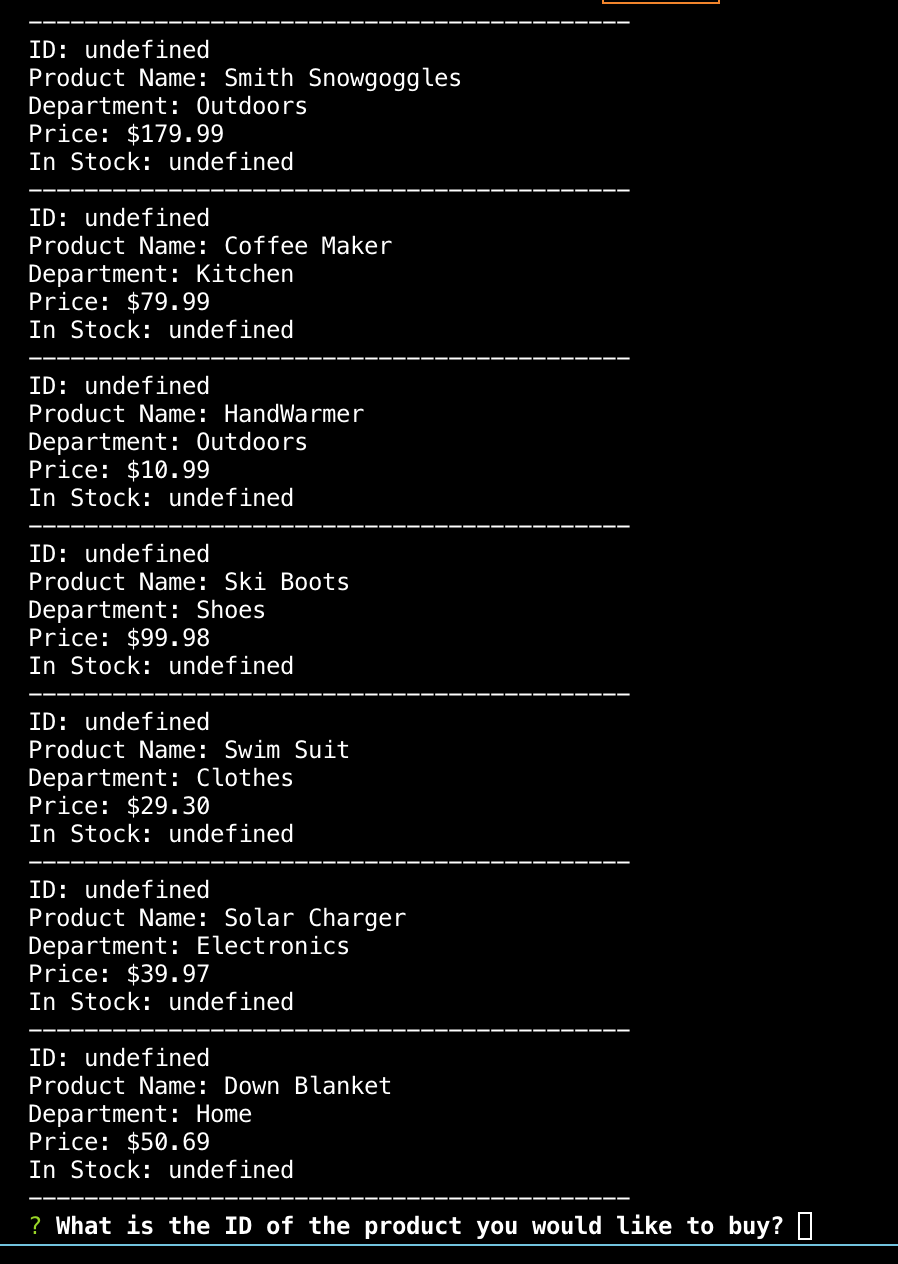 -------------------------------------------
ID: undefined
Product Name: Smith Snowgoggles
Department: Outdoors
Price: $179.99
In Stock: undefined
-------------------------------------------
ID: undefined
Product Name: Coffee Maker
Department: Kitchen
Price: $79.99
In Stock: undefined
-------------------------------------------
ID: undefined
Product Name: HandWarmer
Department: Outdoors
Price: $10.99
In Stock: undefined
-------------------------------------------
ID: undefined
Product Name: Ski Boots
Department: Shoes
Price: $99.98
In Stock: undefined
-------------------------------------------
ID: undefined
Product Name: Swim Suit
Department: Clothes
Price: $29.30
In Stock: undefined
-------------------------------------------
ID: undefined
Product Name: Solar Charger
Department: Electronics
Price: $39.97
In Stock: undefined
-------------------------------------------
ID: undefined
Product Name: Down Blanket
Department: Home
Price: $50.69
In Stock: undefined
-------------------------------------------
? What is the ID of the product you would like to buy?